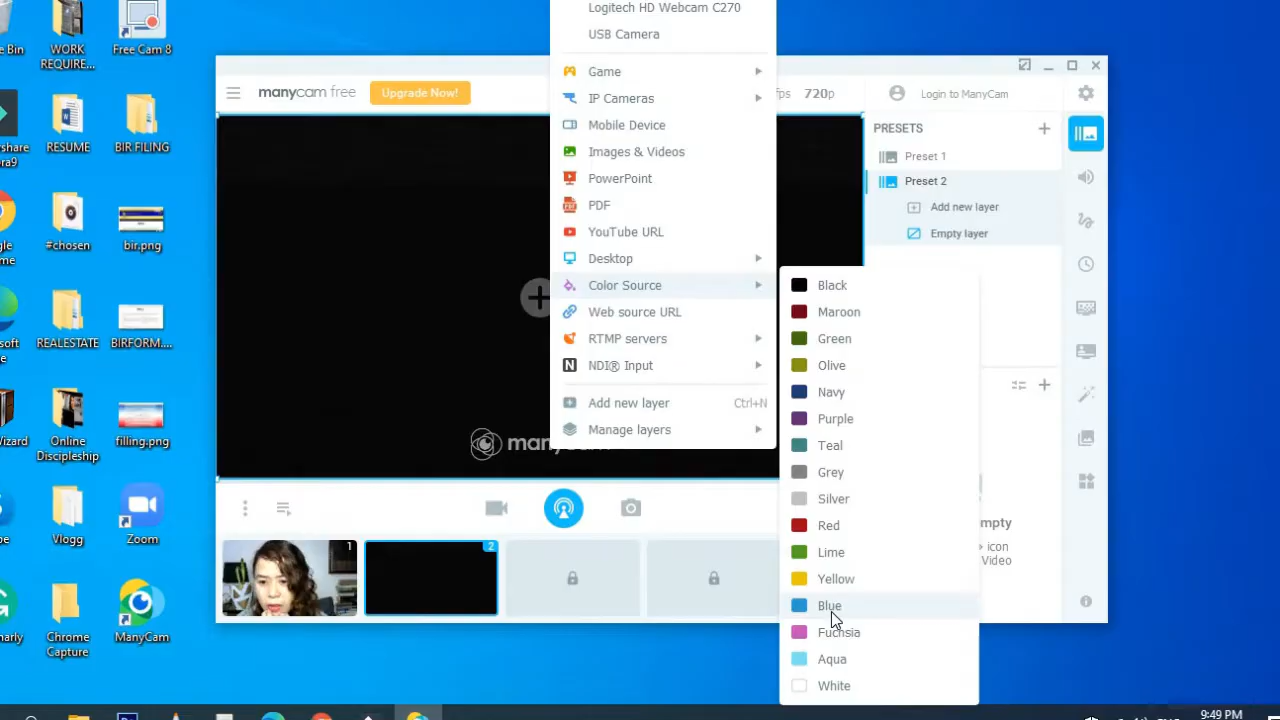 e Bin
WORK
REQUIRE...
Free Cam 8
RESUME
BIR FILING
#chosen
bir.png
REALESTATE
BIRFORM....
Online
Discipleship
filling.png
Vlogg
Zoom
Chrome
Capture
ManyCam
manycam free
Upgrade Now!
fps
720p
Login to ManyCam
Logitech HD Webcam C270
USB Camera
Game
IP Cameras
Mobile Device
Images & Videos
PowerPoint
PDF
YouTube URL
Desktop
Color Source
Web source URL
RTMP servers
NDI® Input
Add new layer
Ctrl+N
Manage layers
Black
Maroon
Green
Olive
Navy
Purple
Teal
Grey
Silver
Red
Lime
Yellow
Blue
Fuchsia
Aqua
White
PRESETS
Preset 1
Preset 2
Add new layer
Empty layer
icon
Video
1
2
9:49 PM